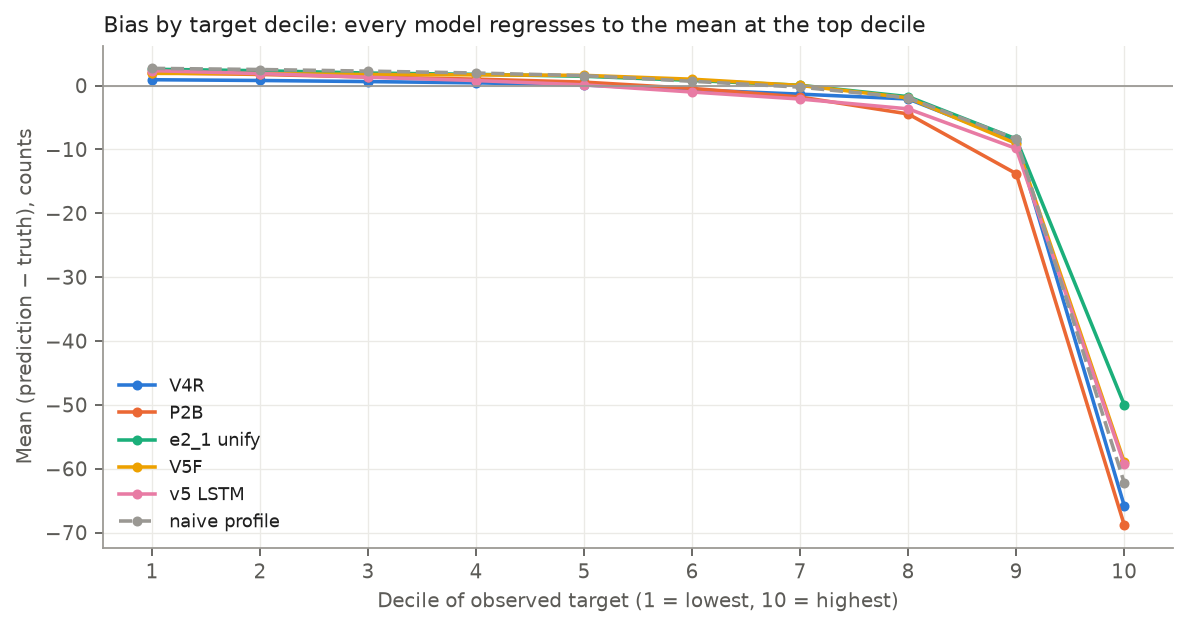 Bias by target decile: every model regresses to the mean at the top decile
Mean (prediction − truth), counts
0
−10
−20
−30
−40
−50
−60
−70
V4R
P2B
e2_1 unify
V5F
v5 LSTM
naive profile
1 2 3 4 5 6 7 8 9 10
Decile of observed target (1 = lowest, 10 = highest)